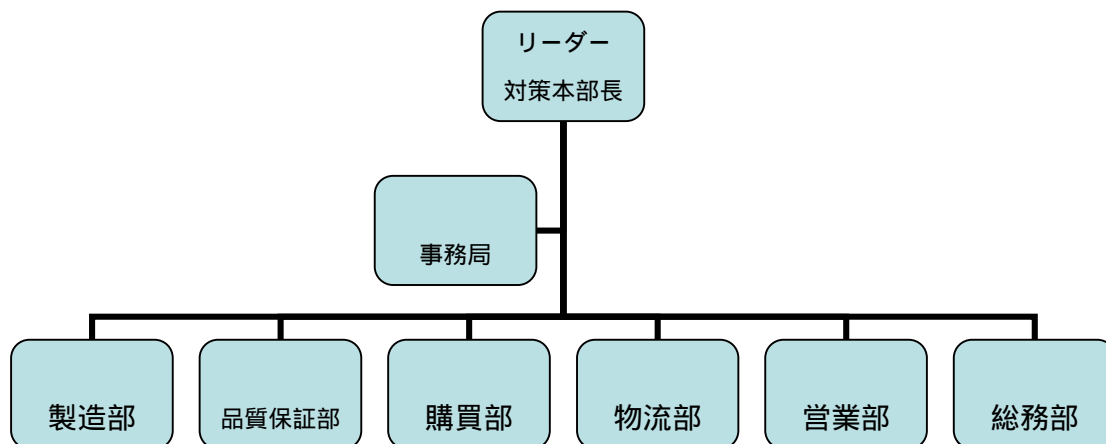 リーダー
対策本部長
事務局
製造部
品質保証部
購買部
物流部
営業部
総務部